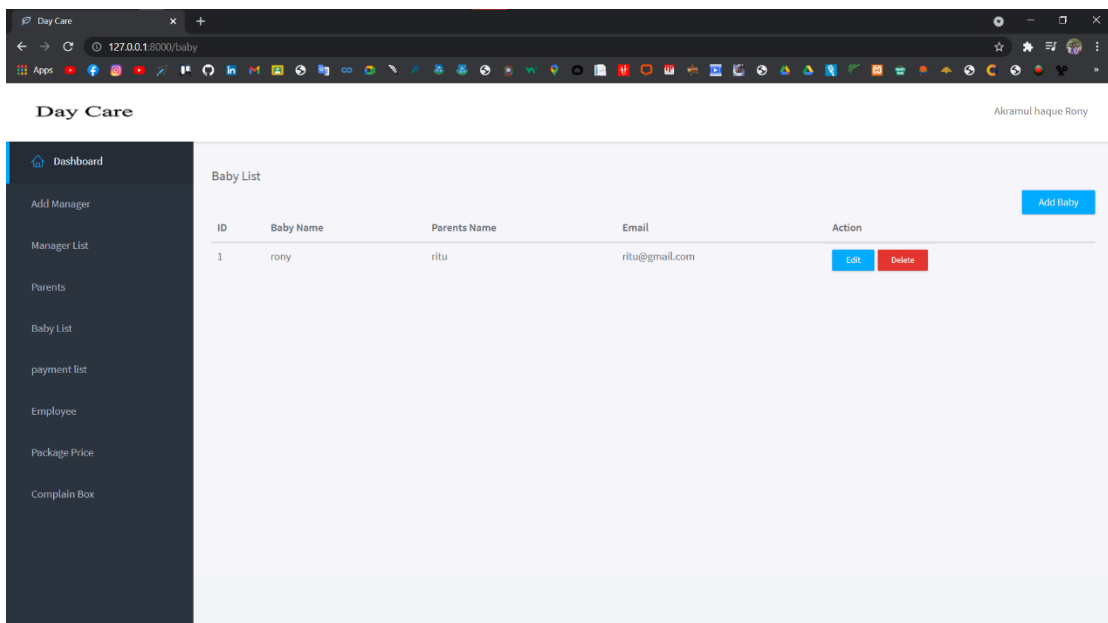 Day Care
127.0.0.1:8000/baby
Apps
Day Care
Akramul haque Rony
Dashboard
Add Manager
Manager List
Parents
Baby List
payment list
Employee
Package Price
Complain Box
Baby List
Add Baby
ID Baby Name Parents Name Email Action
1 rony ritu ritu@gmail.com Edit Delete